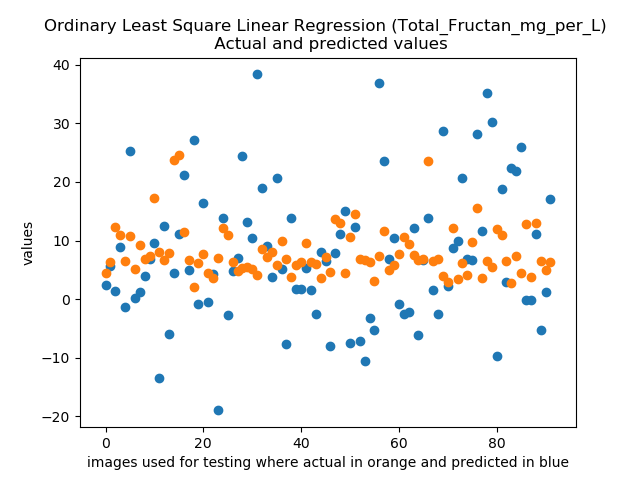 Ordinary Least Square Linear Regression (Total_Fructan_mg_per_L)
Actual and predicted values
40
30
20
10
0
−10
−20
values
0 20 40 60 80
images used for testing where actual in orange and predicted in blue